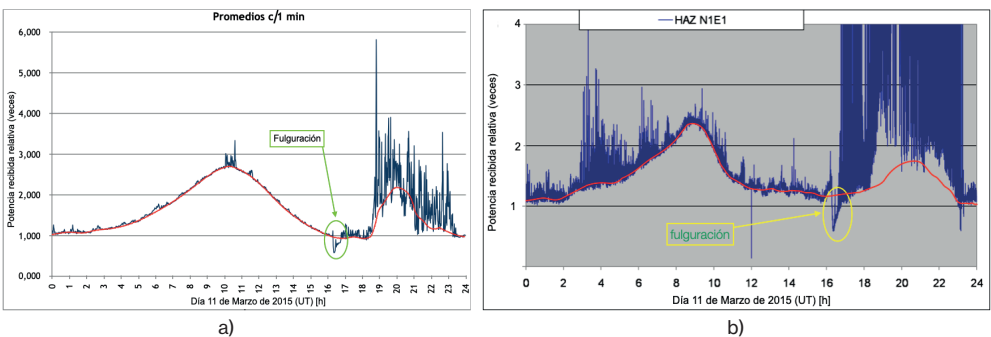 Promedios c/1 min
Potencia recibida relativa (veces)
6,000
5,000
4,000
3,000
2,000
1,000
0,000
Fulguración
0 1 2 3 4 5 6 7 8 9 10 11 12 13 14 15 16 17 18 19 20 21 22 23 24
Día 11 de Marzo de 2015 (UT) [h]
a)
HAZ N1E1
Potencia recibida relativa (veces)
4
3
2
1
fulguración
0 2 4 6 8 10 12 14 16 18 20 22 24
Día 11 de Marzo de 2015 (UT) [h]
b)